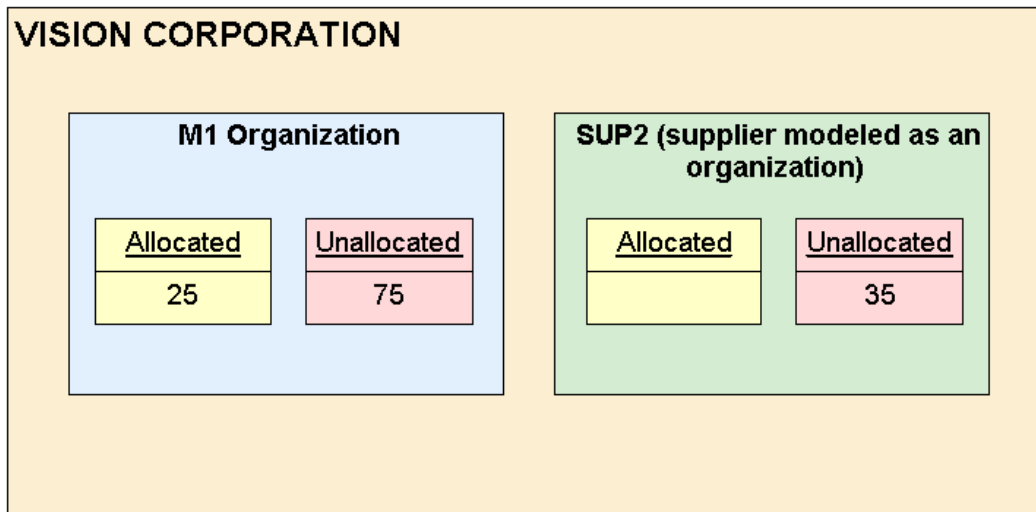 VISION CORPORATION
M1 Organization
Allocated
Unallocated
25
75
SUP2 (supplier modeled as an
organization)
Allocated
Unallocated
35